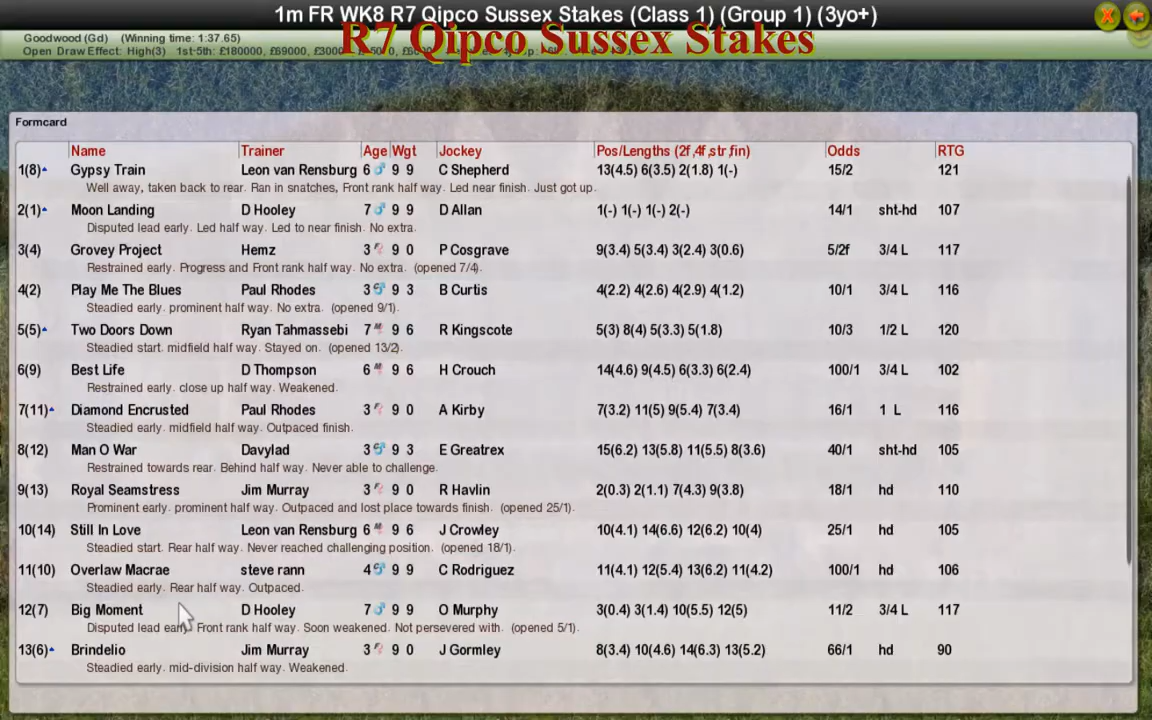 1m FR WK8 R7 Qipco Sussex Stakes (Class 1) (Group 1) (3yo+)
R7 Qipco Sussex Stakes
Goodwood (Gd) (Winning time: 1:37.65)
Open Draw Effect: High(3) 1st-5th: £180000, £69000,
Formcard
Name Trainer Age Wgt Jockey Pos/Lengths (2f,4f,str,fin) Odds RTG
1(8) Gypsy Train Leon van Rensburg 6 9 9 C Shepherd 13(4.5) 6(3.5) 2(1.8) 1(-) 15/2 121
Well away, taken back to rear. Ran in snatches, Front rank half way. Led near finish. Just got up.
2(1) Moon Landing D Hooley 7 9 9 D Allan 1(-) 1(-) 1(-) 2(-) 14/1 sht-hd 107
Disputed lead early. Led half way. Led to near finish. No extra.
3(4) Grovey Project Hemz 3 9 0 P Cosgrave 9(3.4) 5(3.4) 3(2.4) 3(0.6) 5/2f 3/4 L 117
Restrained early. Progress and Front rank half way. No extra. (opened 7/4).
4(2) Play Me The Blues Paul Rhodes 3 9 3 B Curtis 4(2.2) 4(2.6) 4(2.9) 4(1.2) 10/1 3/4 L 116
Steadied early. prominent half way. No extra. (opened 9/1).
5(5) Two Doors Down Ryan Tahmassebi 7 9 6 R Kingscote 5(3) 8(4) 5(3.3) 5(1.8) 10/3 1/2 L 120
Steadied start. midfield half way. Stayed on. (opened 13/2).
6(9) Best Life D Thompson 6 9 6 H Crouch 14(4.6) 9(4.5) 6(3.3) 6(2.4) 100/1 3/4 L 102
Restrained early. close up half way. Weakened.
7(11) Diamond Encrusted Paul Rhodes 3 9 0 A Kirby 7(3.2) 11(5) 9(5.4) 7(3.4) 16/1 1 L 116
Steadied early. midfield half way. Outpaced finish.
8(12) Man O War Davylad 3 9 3 E Greatrex 15(6.2) 13(5.8) 11(5.5) 8(3.6) 40/1 sht-hd 105
Restrained towards rear. Behind half way. Never able to challenge.
9(13) Royal Seamstress Jim Murray 3 9 0 R Havlin 2(0.3) 2(1.1) 7(4.3) 9(3.8) 18/1 hd 110
Prominent early. prominent half way. Outpaced and lost place towards finish. (opened 25/1).
10(14) Still In Love Leon van Rensburg 6 9 6 J Crowley 10(4.1) 14(6.6) 12(6.2) 10(4) 25/1 hd 105
Steadied start. Rear half way. Never reached challenging position. (opened 18/1).
11(10) Overlaw Macrae steve rann 4 9 9 C Rodriguez 11(4.1) 12(5.4) 13(6.2) 11(4.2) 100/1 hd 106
Steadied early. Rear half way. Outpaced.
12(7) Big Moment D Hooley 7 9 9 O Murphy 3(0.4) 3(1.4) 10(5.5) 12(5) 11/2 3/4 L 117
Disputed lead early. Front rank half way. Soon weakened. Not persevered with. (opened 5/1).
13(6) Brindelio Jim Murray 3 9 0 J Gormley 8(3.4) 10(4.6) 14(6.3) 13(5.2) 66/1 hd 90
Steadied early. mid-division half way. Weakened.